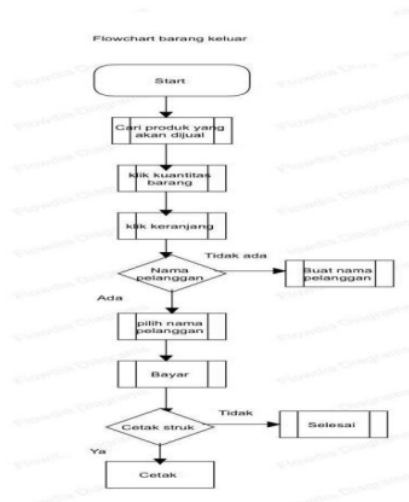 Flowchart barang keluar
Start
Cari produk yang
akan dijual
klik kuantitas
barang
klik keranjang
Nama
pelanggan
Tidak ada
Buat nama
pelanggan
Ada
pilih nama
pelanggan
Bayar
Cetak struk
Tidak
Selesai
Ya
Cetak